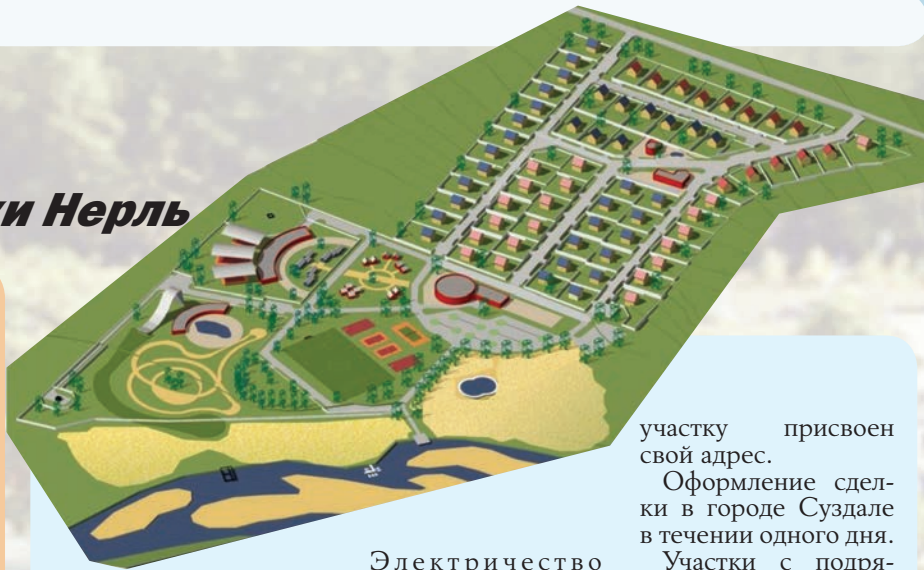 ки Нерль
Электричество
участку присвоен
свой адрес.
Оформление сдел-
ки в городе Суздале
в течении одного дня.
Участки с подря-